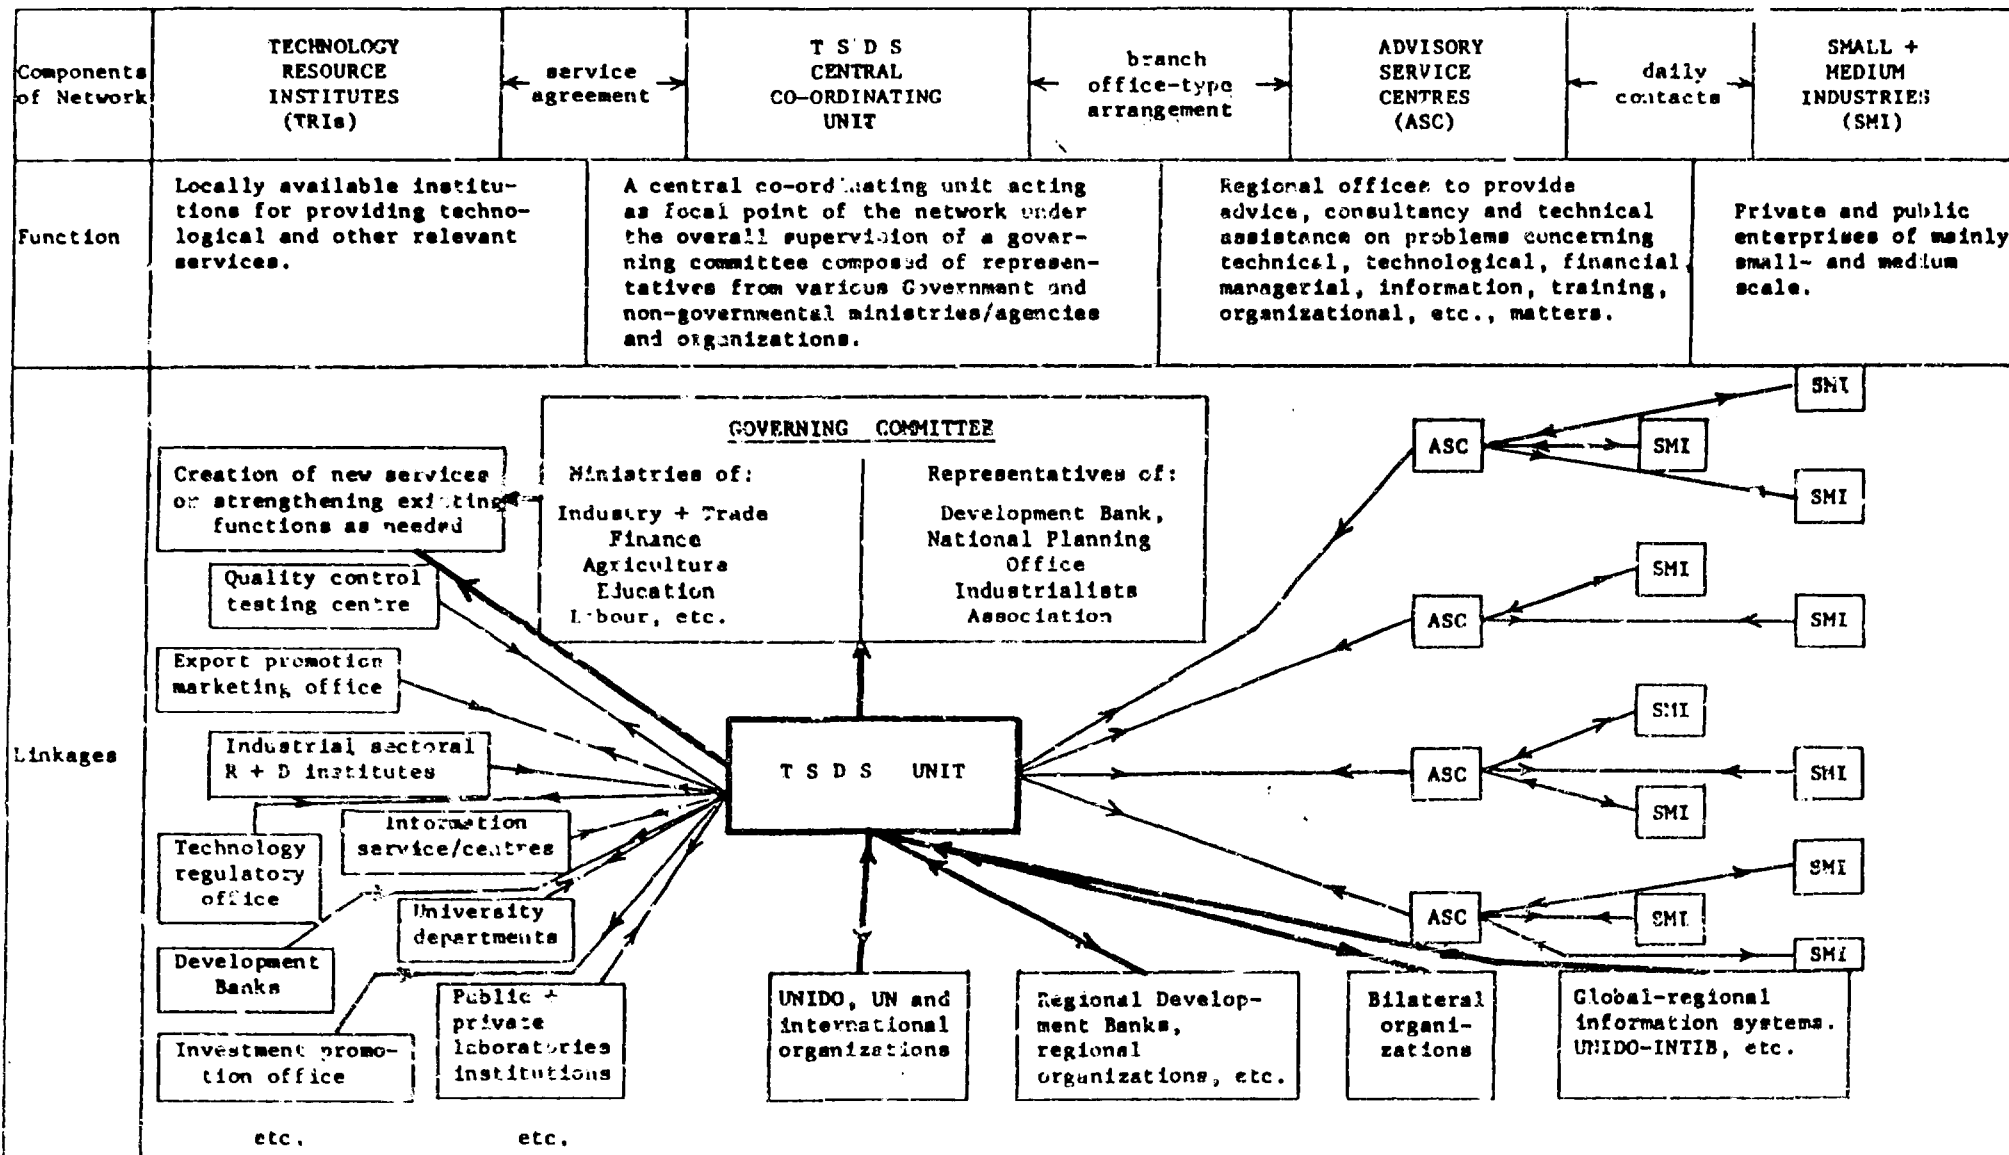 Components
of Network
TECHNOLOGY
RESOURCE
INSTITUTES
(TRIs)
service
agreement
T S D S
CENTRAL
CO-ORDINATING
UNIT
branch
office-type
arrangement
ADVISORY
SERVICE
CENTRES
(ASC)
daily
contacts
SMALL +
MEDIUM
INDUSTRIES
(SMI)
Function
Locally available institu-
tions for providing techno-
logical and other relevant
services.
A central co-ordinating unit acting
as focal point of the network under
the overall supervision of a gover-
ning committee composed of represen-
tatives from various Government and
non-governmental ministries/agencies
and organizations.
Regional offices to provide
advice, consultancy and technical
assistance on problems concerning
technical, technological, financial,
managerial, information, training,
organizational, etc., matters.
Private and public
enterprises of mainly
small- and medium
scale.
Linkages
Creation of new services
or strengthening existing
functions as needed
Quality control
testing centre
Export promotion
marketing office
Industrial sectoral
R + D institutes
Technology
regulatory
office
Information
service/centres
University
departments
Development
Banks
Investment promo-
tion office
Public +
private
laboratories
institutions
etc.
etc.
GOVERNING COMMITTEE
Ministries of:
Industry + Trade
Finance
Agriculture
Education
Labour, etc.
Representatives of:
Development Bank,
National Planning
Office
Industrialists
Association
T S D S UNIT
UNIDO, UN and
international
organizations
Regional Develop-
ment Banks,
regional
organizations, etc.
Bilateral
organi-
zations
Global-regional
information systems.
UNIDO-INTIB, etc.
ASC
SMI
SMI
SMI
ASC
SMI
SMI
ASC
SMI
SMI
SMI
ASC
SMI
SMI
SMI